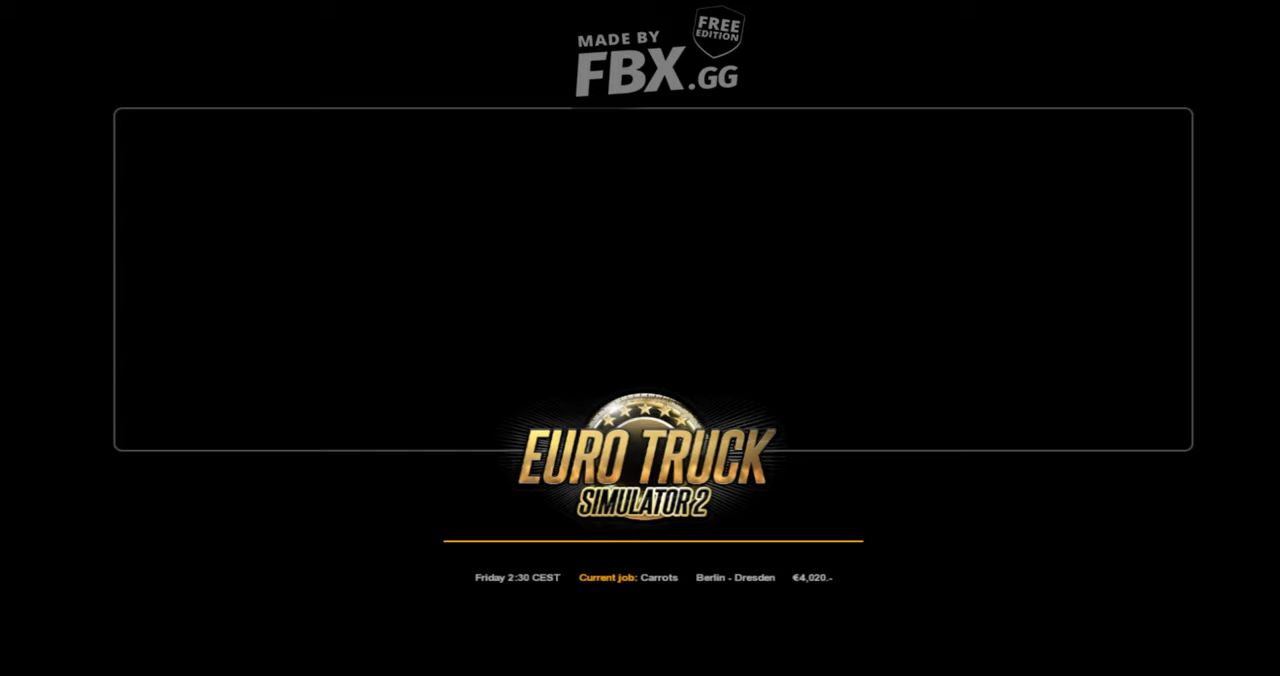 MADE BY
FREE
EDITION
FBX.GG
EURO TRUCK
SIMULATOR 2
Friday 2:30 CEST Current job: Carrots Berlin - Dresden €4,020.-